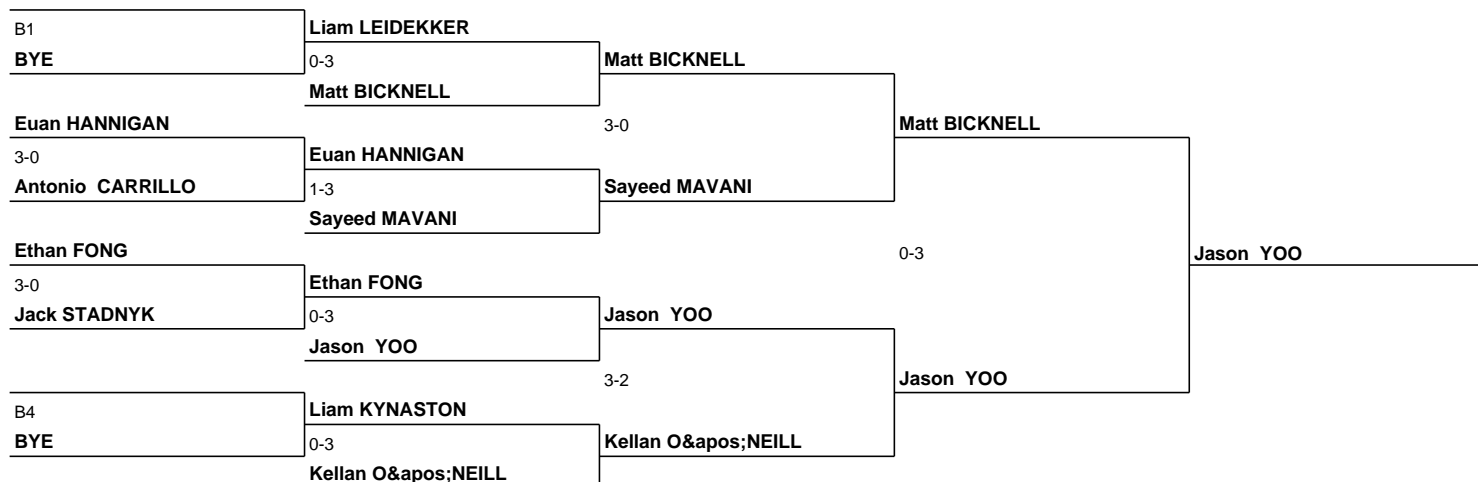 B1
BYE
Euan HANNIGAN
3-0
Antonio  CARRILLO
Ethan FONG
3-0
Jack STADNYK
B4
BYE
Liam LEIDEKKER
0-3
Matt BICKNELL
Euan HANNIGAN
1-3
Sayeed MAVANI
Ethan FONG
0-3
Jason  YOO
Liam KYNASTON
0-3
Kellan O&apos;NEILL
Matt BICKNELL
3-0
Sayeed MAVANI
Jason  YOO
3-2
Kellan O&apos;NEILL
Matt BICKNELL
0-3
Jason  YOO
Jason  YOO